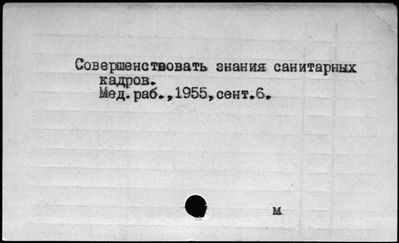 Совершенствовать знания санитарных
кадров.
Мед.раб.,1955,сент.6.
м